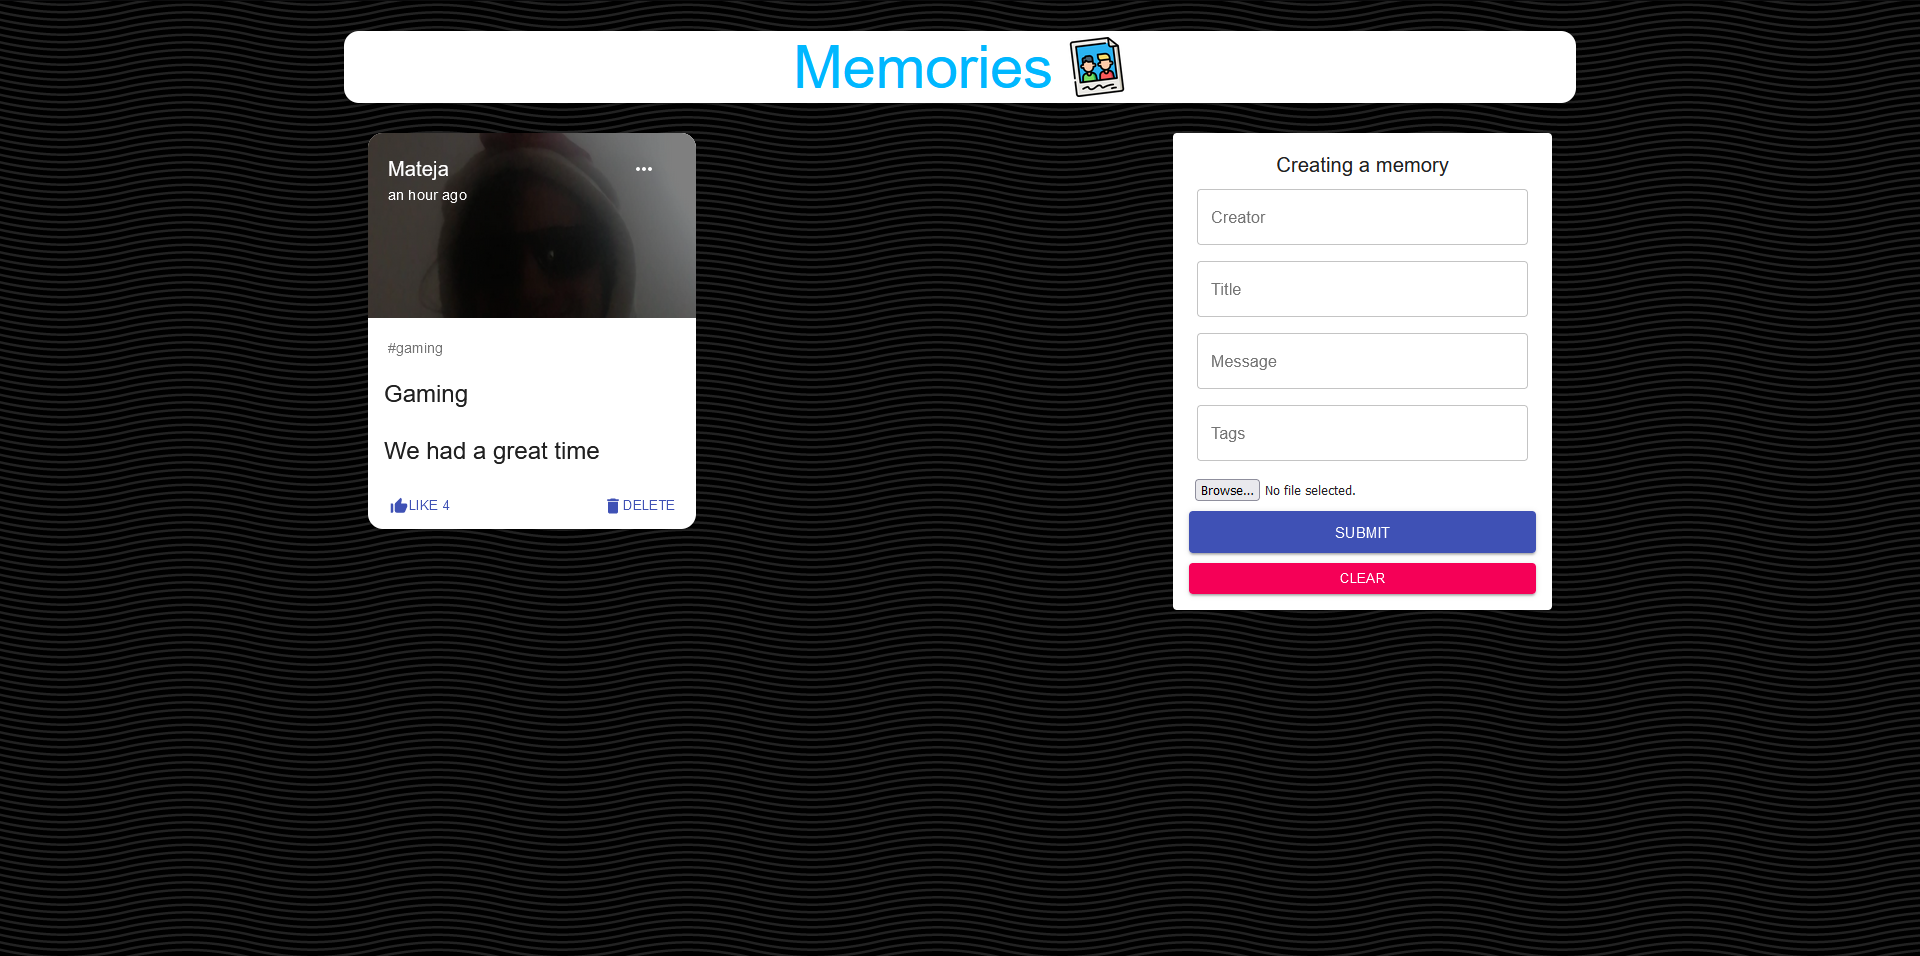 Memories
Mateja
an hour ago
#gaming
Gaming
We had a great time
LIKE 4
DELETE
Creating a memory
Creator
Title
Message
Tags
Browse... No file selected.
SUBMIT
CLEAR